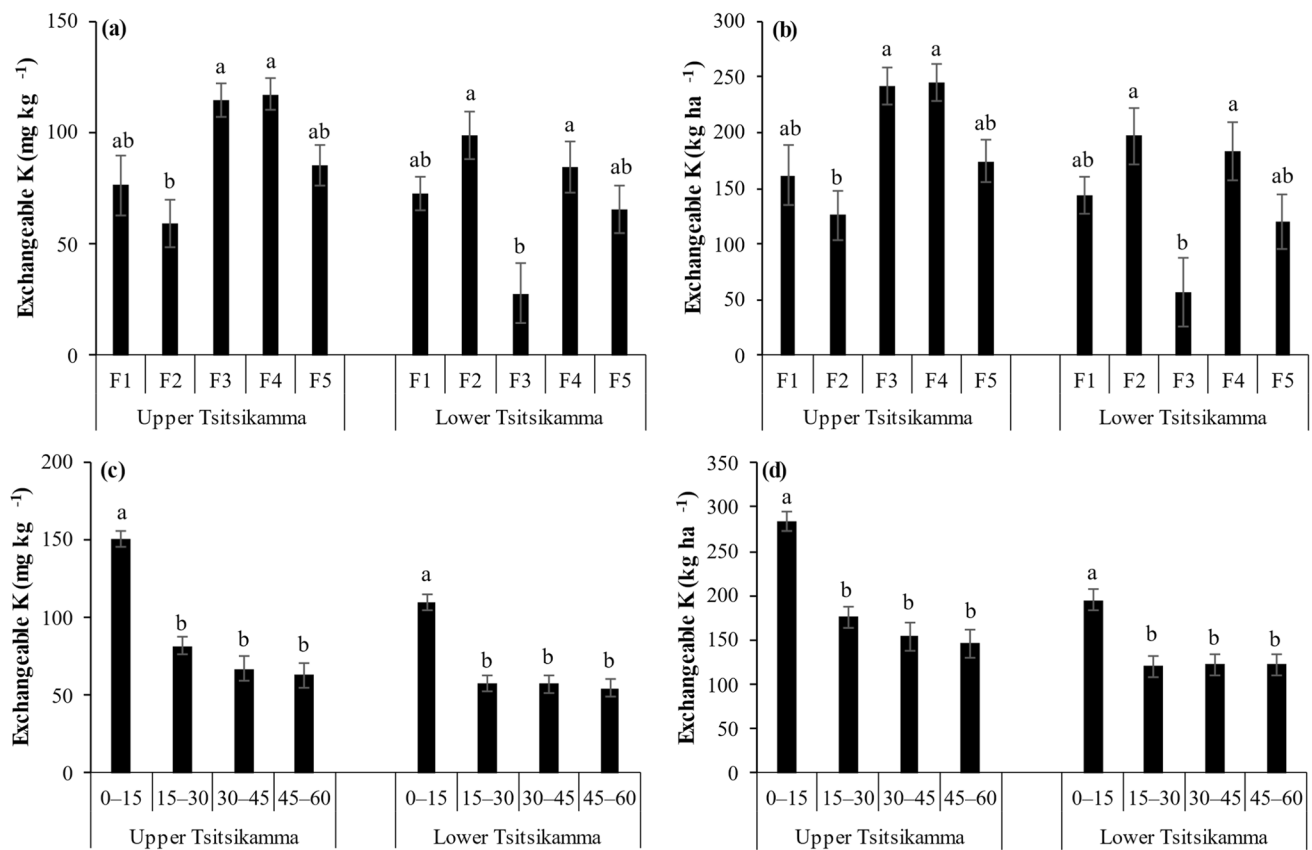 (a)
Exchangeable K (mg kg -1)
150
100
50
0
ab
b
a
a
ab
ab
a
b
a
ab
F1 F2 F3 F4 F5 F1 F2 F3 F4 F5
Upper Tsitsikamma Lower Tsitsikamma
(b)
Exchangeable K (kg ha -1)
300
250
200
150
100
50
0
ab
b
a
a
ab
ab
a
b
a
ab
F1 F2 F3 F4 F5 F1 F2 F3 F4 F5
Upper Tsitsikamma Lower Tsitsikamma
(c)
Exchangeable K (mg kg -1)
200
150
100
50
0
a
b
b
b
a
b
b
b
0–15 15–30 30–45 45–60 0–15 15–30 30–45 45–60
Upper Tsitsikamma Lower Tsitsikamma
(d)
Exchangeable K (kg ha -1)
350
300
250
200
150
100
50
0
a
b
b
b
a
b
b
b
0–15 15–30 30–45 45–60 0–15 15–30 30–45 45–60
Upper Tsitsikamma Lower Tsitsikamma